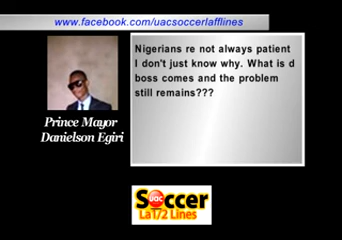 www.facebook.com/uacsoccerlafflines
Nigerians re not always patient
I don't just know why. What is d
boss comes and the problem
still remains???
Prince Mayor
Danielson Egiri
uac
Soccer
La1/2 Lines